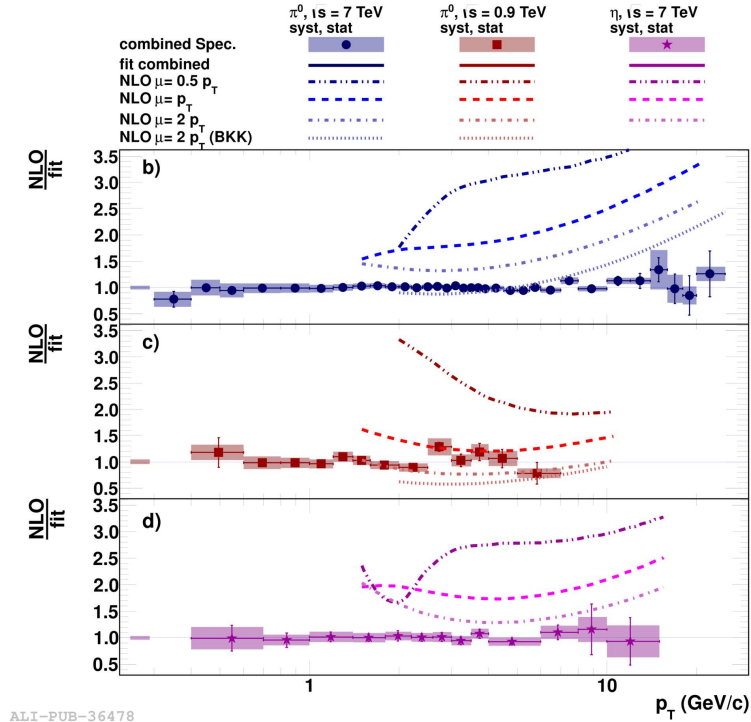 π⁰, √s = 7 TeV π⁰, √s = 0.9 TeV η, √s = 7 TeV
syst, stat syst, stat syst, stat
combined Spec.
fit combined
NLO μ= 0.5 p_T
NLO μ= p_T
NLO μ= 2 p_T
NLO μ= 2 p_T (BKK)
NLO
fit
b)
3.5
3.0
2.5
2.0
1.5
1.0
0.5
NLO
fit
c)
3.5
3.0
2.5
2.0
1.5
1.0
0.5
NLO
fit
d)
3.5
3.0
2.5
2.0
1.5
1.0
0.5
1 10
p_T (GeV/c)
ALI-PUB-36478